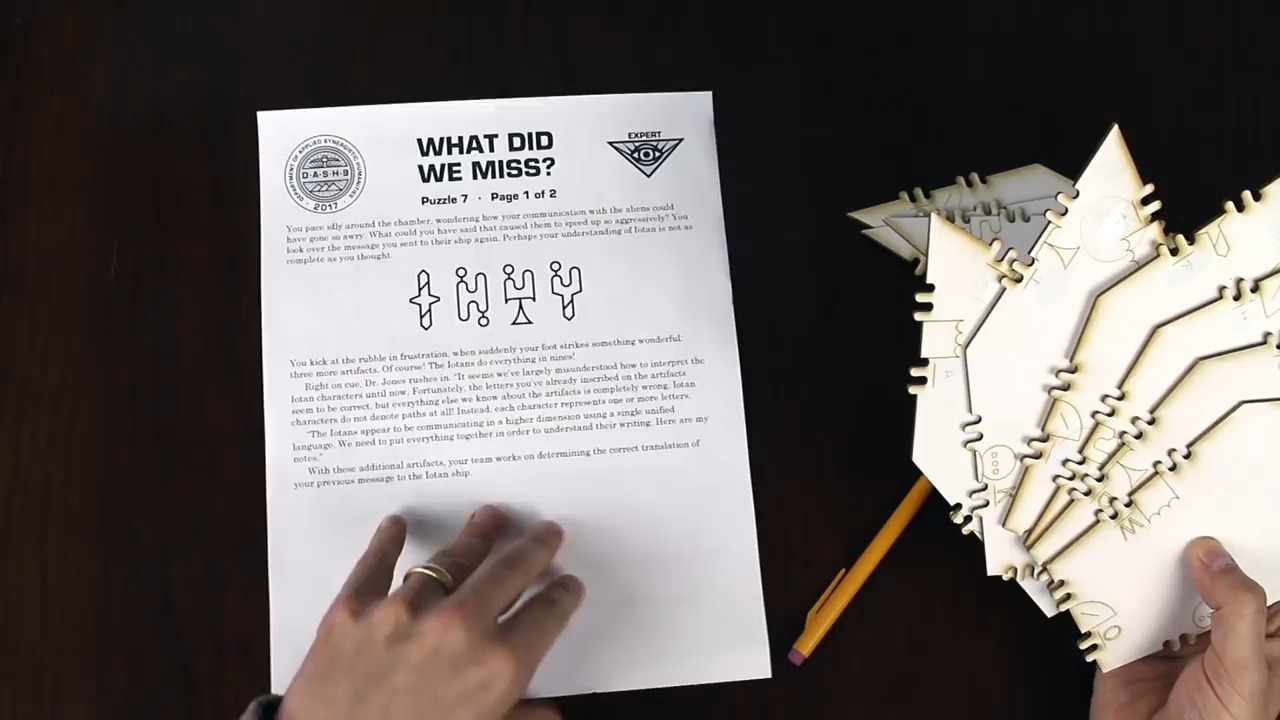 DEPARTMENT OF APPLIED SYNERGISTIC HUMANITIES
D·A·S·H·9
2017
WHAT DID
WE MISS?
EXPERT
Puzzle 7 · Page 1 of 2
You pace idly around the chamber, wondering how your communication with the aliens could
have gone so awry. What could you have said that caused them to speed up so aggressively? You
look over the message you sent to their ship again. Perhaps your understanding of Iotan is not as
complete as you thought.
You kick at the rubble in frustration, when suddenly your foot strikes something wonderful:
three more artifacts. Of course! The Iotans do everything in nines!
Right on cue, Dr. Jones rushes in. "It seems we've largely misunderstood how to interpret the
Iotan characters until now. Fortunately, the letters you've already inscribed on the artifacts
seem to be correct, but everything else we know about the artifacts is completely wrong. Iotan
characters do not denote paths at all! Instead, each character represents one or more letters.
"The Iotans appear to be communicating in a higher dimension using a single unified
language. We need to put everything together in order to understand their writing. Here are my
notes."
With these additional artifacts, your team works on determining the correct translation of
your previous message to the Iotan ship.
W